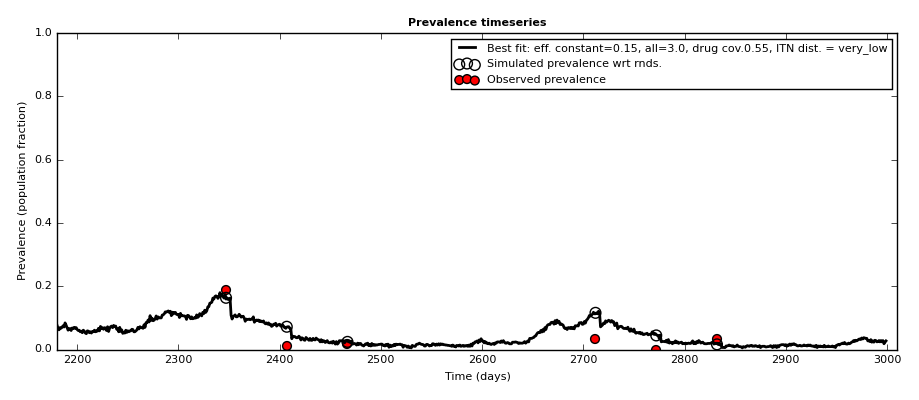 Prevalence timeseries
Best fit: eff. constant=0.15, all=3.0, drug cov.0.55, ITN dist. = very_low
Simulated prevalence wrt rnds.
Observed prevalence
Prevalence (population fraction)
1.0
0.8
0.6
0.4
0.2
0.0
2200 2300 2400 2500 2600 2700 2800 2900 3000
Time (days)